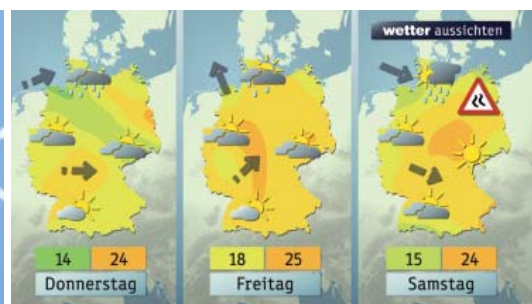 wetter aussichten
14 24
Donnerstag
18 25
Freitag
15 24
Samstag